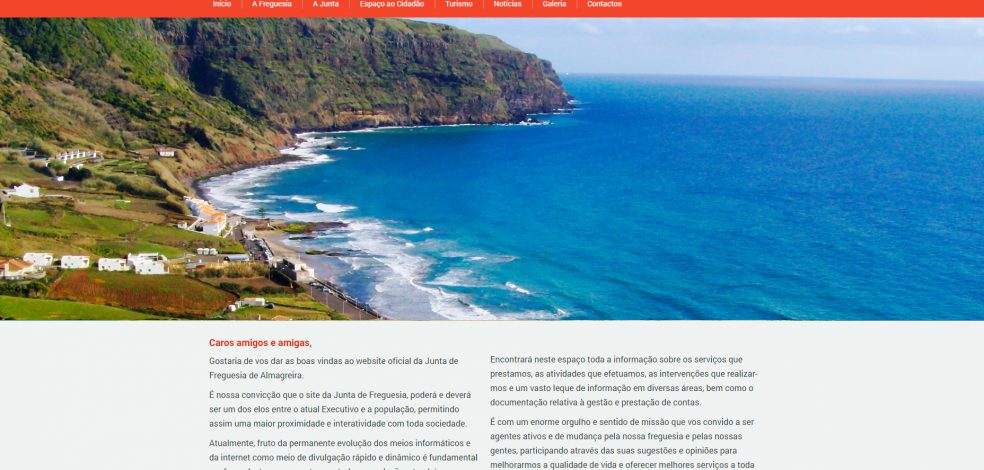 Início A Freguesia A Junta Espaço ao Cidadão Turismo Notícias Galeria Contactos
Caros amigos e amigas,
Gostaria de vos dar as boas vindas ao website oficial da Junta de
Freguesia de Almagreira.
É nossa convicção que o site da Junta de Freguesia, poderá e deverá
ser um dos elos entre o atual Executivo e a população, permitindo
assim uma maior proximidade e interatividade com toda sociedade.
Atualmente, fruto da permanente evolução dos meios informáticos e
da internet como meio de divulgação rápido e dinâmico é fundamental
Encontrará neste espaço toda a informação sobre os serviços que
prestamos, as atividades que efetuamos, as intervenções que realizar-
mos e um vasto leque de informação em diversas áreas, bem como o
documentação relativa à gestão e prestação de contas.
É com um enorme orgulho e sentido de missão que vos convido a ser
agentes ativos e de mudança pela nossa freguesia e pelas nossas
gentes, participando através das suas sugestões e opiniões para
melhorarmos a qualidade de vida e oferecer melhores serviços a toda